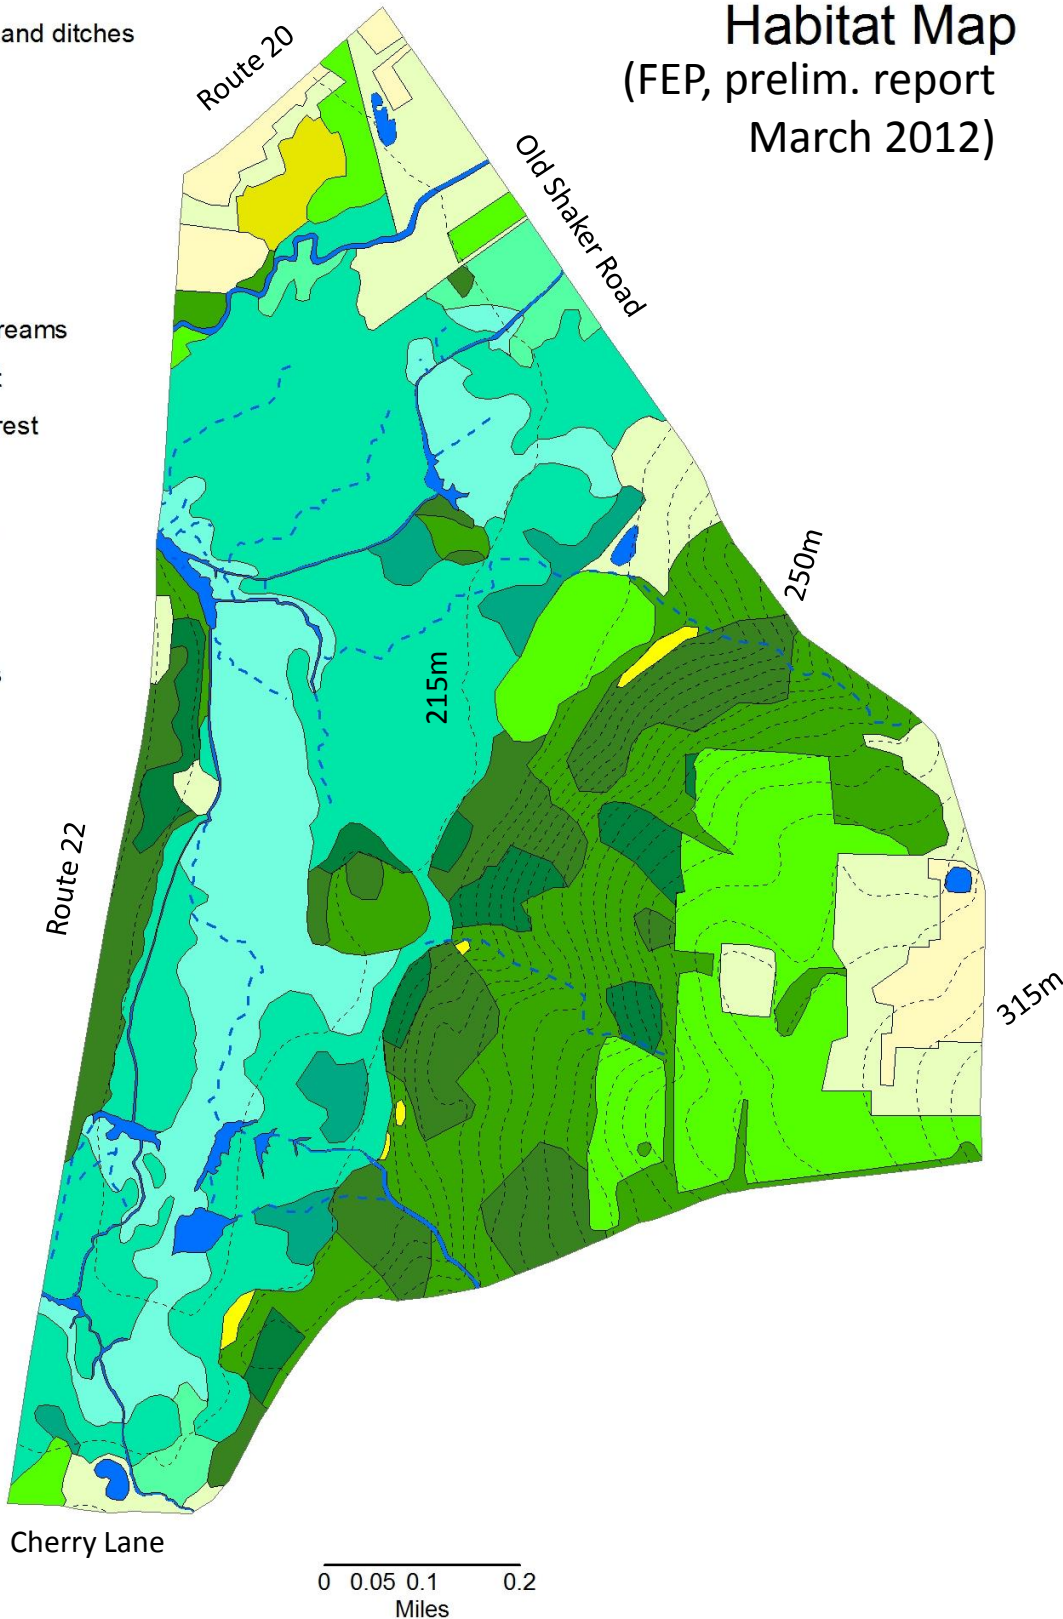 Habitat Map
(FEP, prelim. report
March 2012)
and ditches
Route 20
Old Shaker Road
reams
rest
250m
215m
Route 22
315m
Cherry Lane
0 0.05 0.1 0.2
Miles